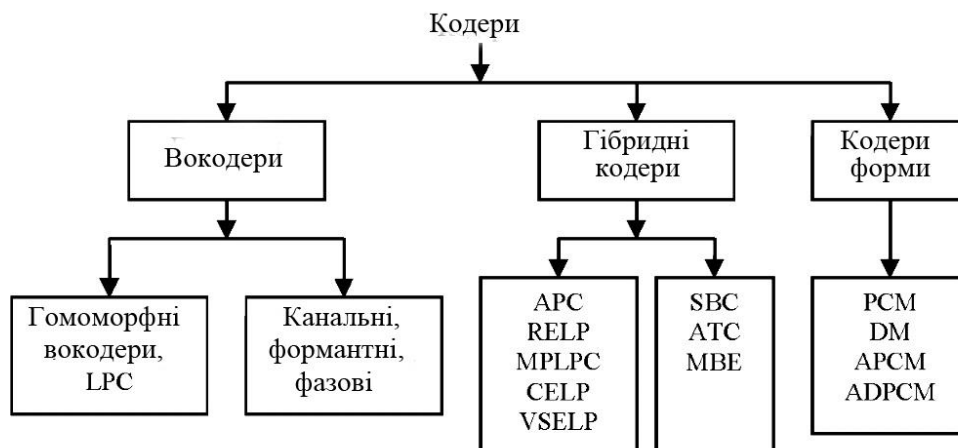 Кодери
Вокодери
Гібридні
кодери
Кодери
форми
Гомоморфні
вокодери,
LPC
Канальні,
формантні,
фазові
APC
RELP
MPLPC
CELP
VSELP
SBC
ATC
MBE
PCM
DM
APCM
ADPCM